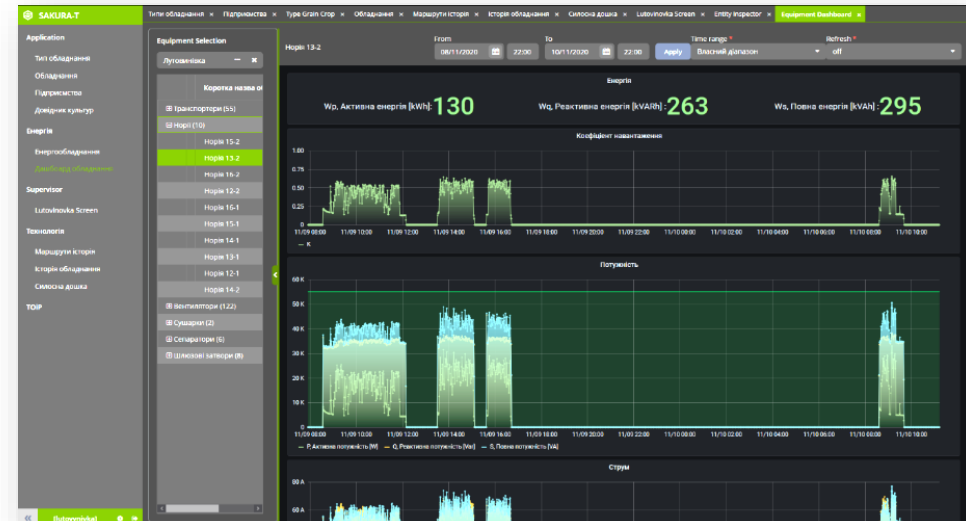 SAKURA-T
Типи обладнання × Підприємства × Type Grain Crop × Обладнання × Маршрути історія × Історія обладнання × Силосна дошка × Lutovinovka Screen × Entity Inspector × Equipment Dashboard ×
Application
Тип обладнання
Обладнання
Підприємства
Довідник культур
Енергія
Енергообладнання
Дашборд обладнання
Supervisor
Lutovinovka Screen
Технологія
Маршрути історія
Історія обладнання
Силосна дошка
ТОіР
Equipment Selection
Лутовинівка
Коротка назва об
Транспортери (55)
Норії (10)
Норія 15-2
Норія 13-2
Норія 16-2
Норія 12-2
Норія 16-1
Норія 15-1
Норія 14-1
Норія 13-1
Норія 12-1
Норія 14-2
Вентилятори (122)
Сушарки (2)
Сепаратори (6)
Шлюзові затвори (8)
Норія 13-2
From
08/11/2020 22:00
To
10/11/2020 22:00
Apply
Time range *
Власний діапазон
Refresh *
off
Енергія
Wp, Активна енергія [kWh]: 130
Wq, Реактивна енергія [kVARh] : 263
Ws, Повна енергія [kVAh] : 295
Коефіцієнт навантаження
1.00
0.75
0.50
0.25
0
11/09 08:00 11/09 10:00 11/09 12:00 11/09 14:00 11/09 16:00 11/09 18:00 11/09 20:00 11/09 22:00 11/10 00:00 11/10 02:00 11/10 04:00 11/10 06:00 11/10 08:00 11/10 10:00
K
Потужність
60 K
50 K
40 K
30 K
20 K
10 K
0
11/09 08:00 11/09 10:00 11/09 12:00 11/09 14:00 11/09 16:00 11/09 18:00 11/09 20:00 11/09 22:00 11/10 00:00 11/10 02:00 11/10 04:00 11/10 06:00 11/10 08:00 11/10 10:00
P, Активна потужність [W] Q, Реактивна потужність [Var] S, Повна потужність [VA]
Струм
80 A
60 A